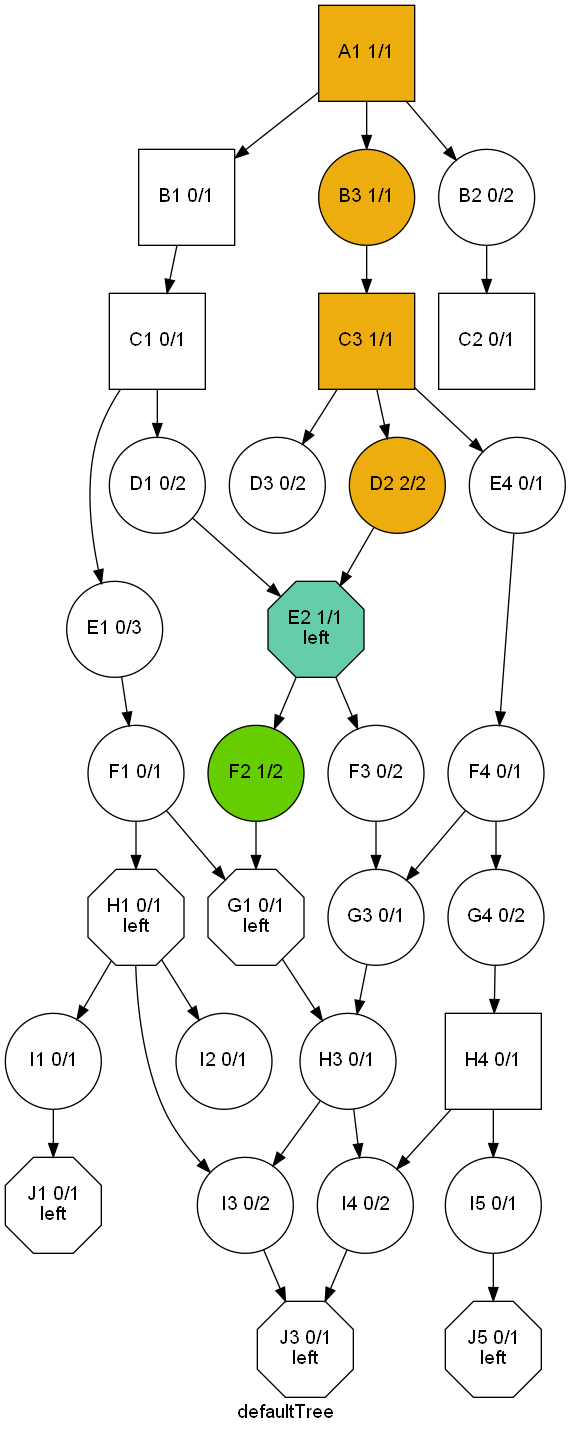 A1 1/1
B1 0/1
B3 1/1
B2 0/2
C1 0/1
C3 1/1
C2 0/1
D1 0/2
D3 0/2
D2 2/2
E4 0/1
E1 0/3
E2 1/1
left
F1 0/1
F2 1/2
F3 0/2
F4 0/1
H1 0/1
left
G1 0/1
left
G3 0/1
G4 0/2
I1 0/1
I2 0/1
H3 0/1
H4 0/1
J1 0/1
left
I3 0/2
I4 0/2
I5 0/1
J3 0/1
left
J5 0/1
left
defaultTree